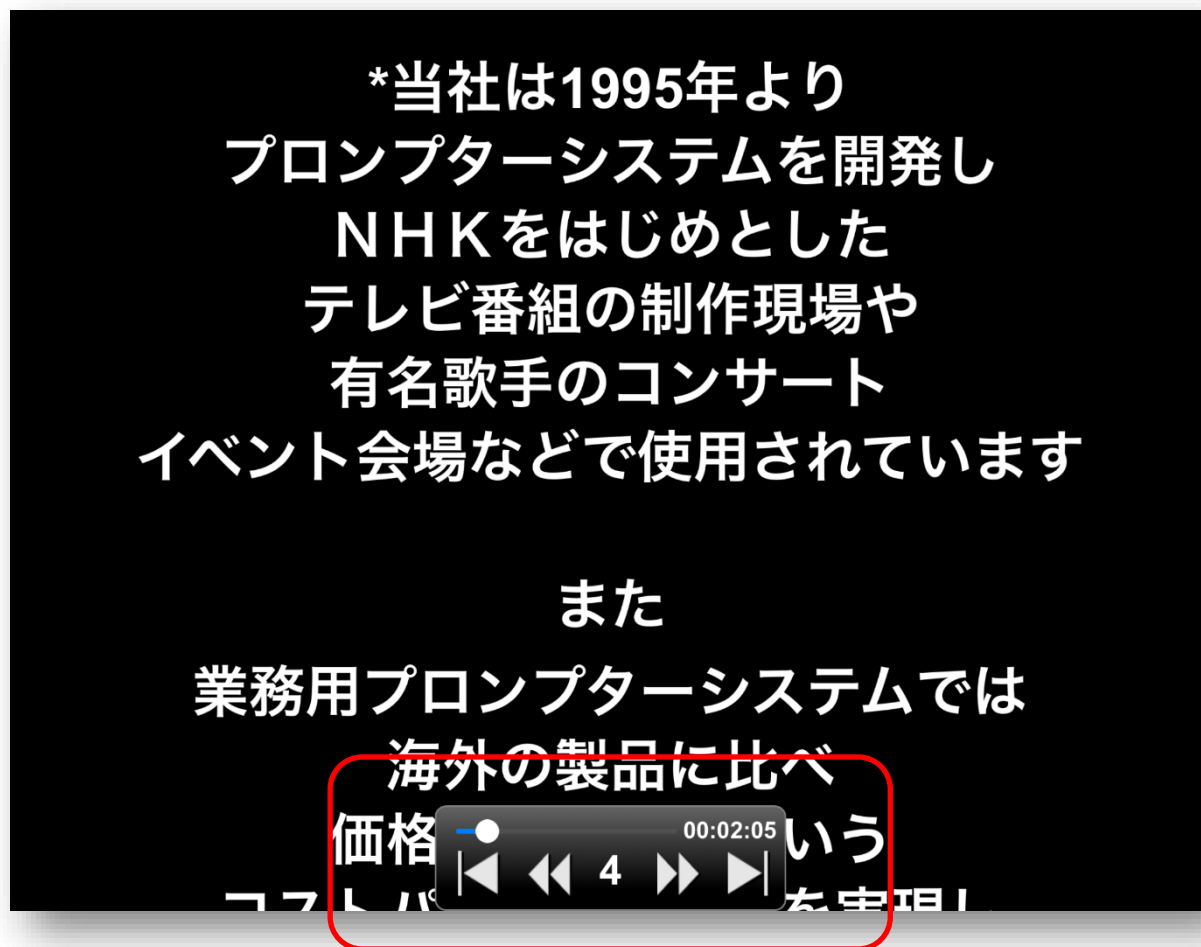 *当社は1995年より
プロンプターシステムを開発し
ＮＨＫをはじめとした
テレビ番組の制作現場や
有名歌手のコンサート
イベント会場などで使用されています
また
業務用プロンプターシステムでは
海外の製品に比べ
価格 いう
00:02:05
4
コストパ を実現し